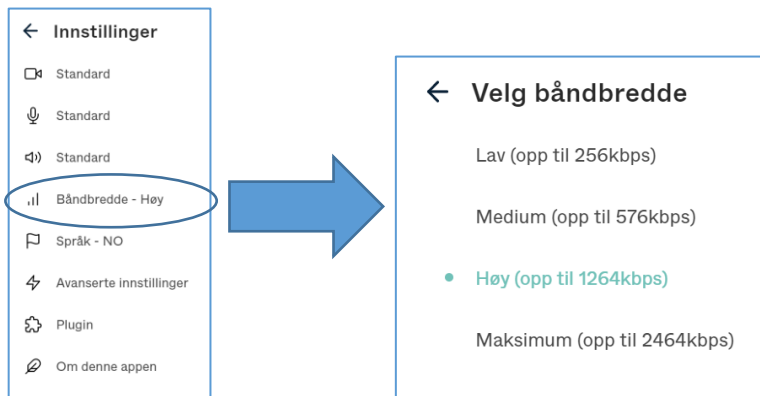 Innstillinger
Standard
Standard
Standard
Båndbredde - Høy
Språk - NO
Avanserte innstillinger
Plugin
Om denne appen
Velg båndbredde
Lav (opp til 256kbps)
Medium (opp til 576kbps)
Høy (opp til 1264kbps)
Maksimum (opp til 2464kbps)